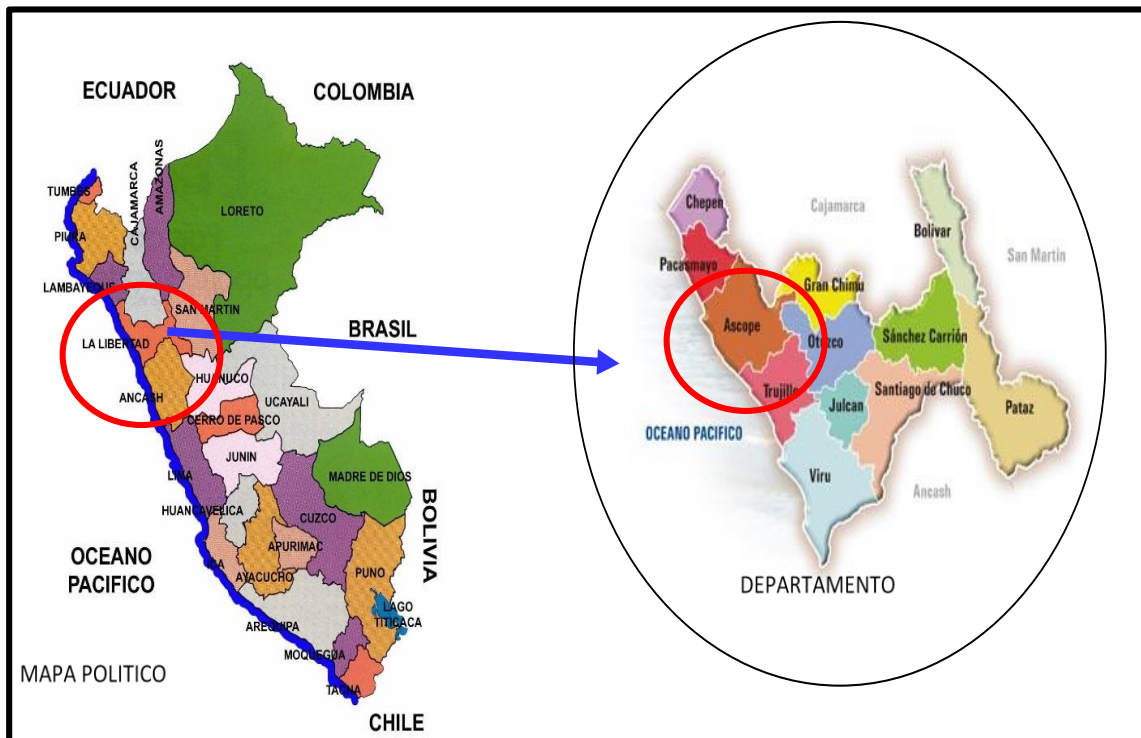 ECUADOR
COLOMBIA
TUMBES
PIURA
CAJAMARCA
AMAZONAS
LORETO
LAMBAYEQUE
SAN MARTIN
LA LIBERTAD
BRASIL
HUANUCO
ANCASH
UCAYALI
CERRO DE PASCO
JUNIN
LIMA
MADRE DE DIOS
HUANCAVELICA
CUZCO
BOLIVIA
OCEANO
PACIFICO
APURIMAC
ICA
AYACUCHO
PUNO
LAGO
TITICACA
AREQUIPA
MOQUEGUA
TACNA
MAPA POLITICO
CHILE
Chepen
Cajamarca
Bolivar
San Martin
Pacasmayo
Gran Chimu
Ascope
Otuzco
Sánchez Carrión
Trujillo
Santiago de Chuco
Julcan
Pataz
OCEANO PACIFICO
Viru
Ancash
DEPARTAMENTO